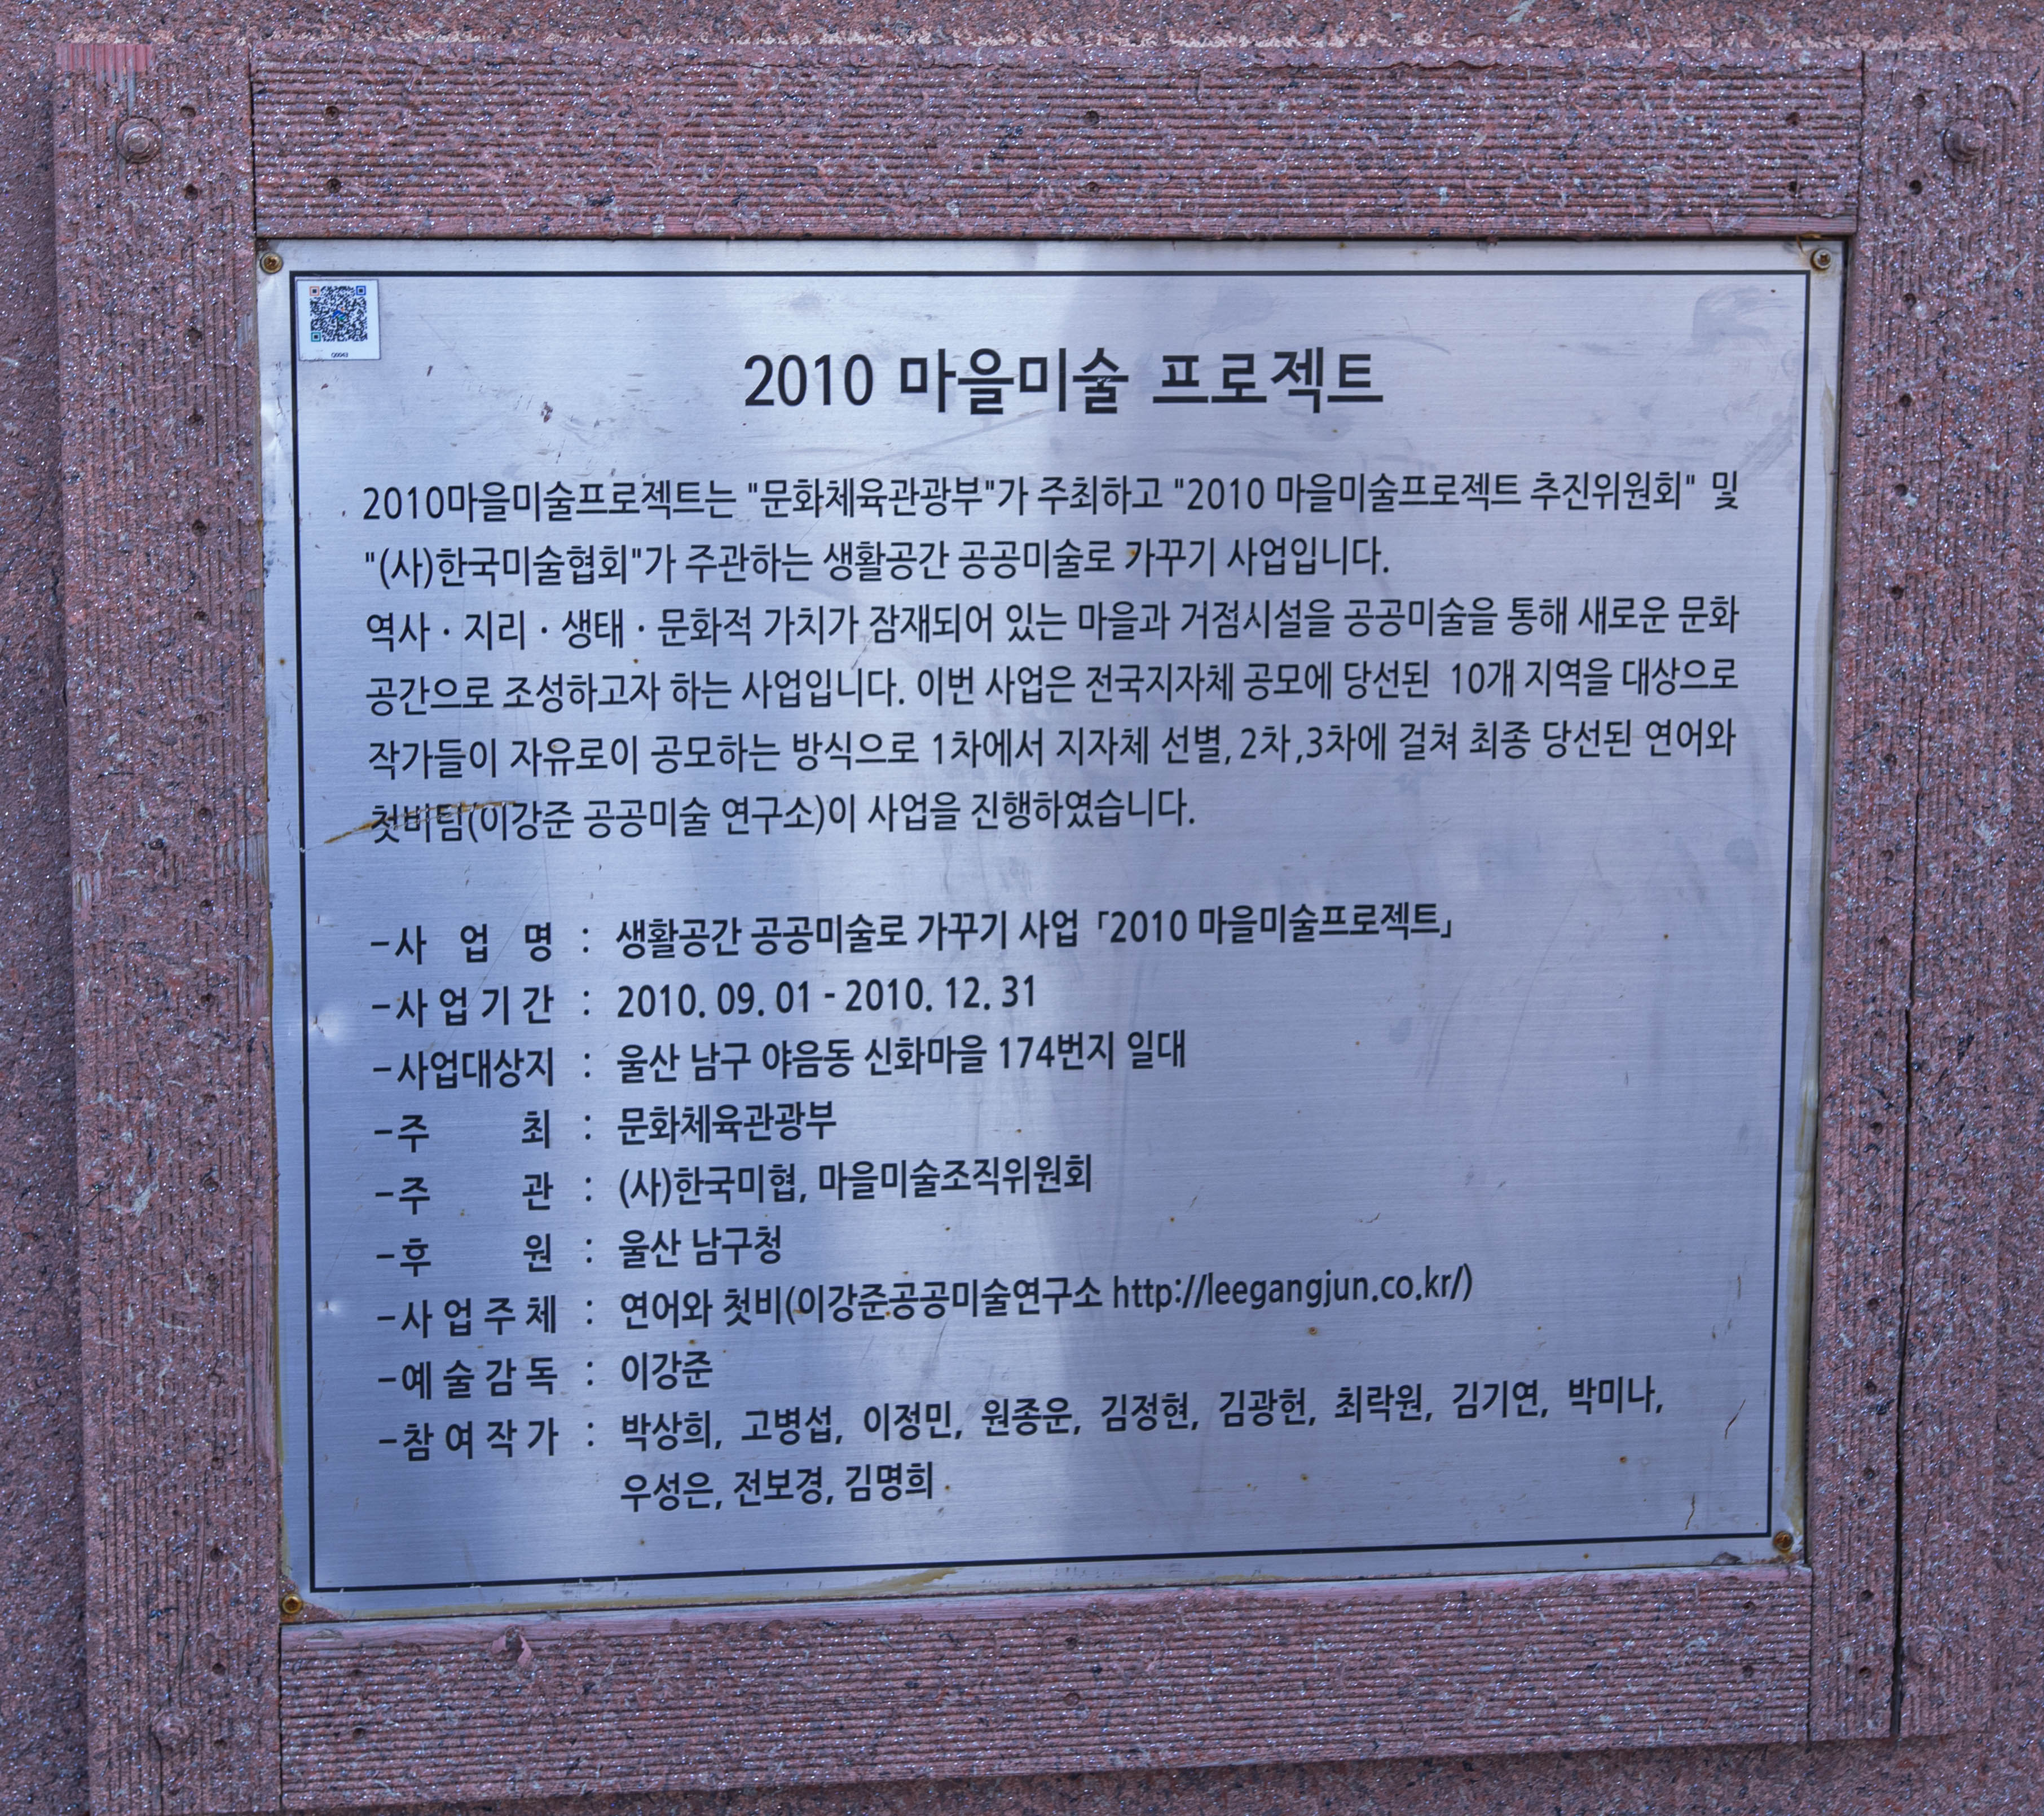 Q0043
2010 마을미술 프로젝트
2010마을미술프로젝트는 "문화체육관광부"가 주최하고 "2010 마을미술프로젝트 추진위원회" 및
"(사)한국미술협회"가 주관하는 생활공간 공공미술로 가꾸기 사업입니다.
역사 · 지리 · 생태 · 문화적 가치가 잠재되어 있는 마을과 거점시설을 공공미술을 통해 새로운 문화
공간으로 조성하고자 하는 사업입니다. 이번 사업은 전국지자체 공모에 당선된 10개 지역을 대상으로
작가들이 자유로이 공모하는 방식으로 1차에서 지자체 선별, 2차 ,3차에 걸쳐 최종 당선된 연어와
첫비팀(이강준 공공미술 연구소)이 사업을 진행하였습니다.
-사 업 명 : 생활공간 공공미술로 가꾸기 사업 「2010 마을미술프로젝트」
-사 업 기 간 : 2010. 09. 01 - 2010. 12. 31
-사업대상지 : 울산 남구 야음동 신화마을 174번지 일대
-주 최 : 문화체육관광부
-주 관 : (사)한국미협, 마을미술조직위원회
-후 원 : 울산 남구청
-사 업 주 체 : 연어와 첫비(이강준공공미술연구소 http://leegangjun.co.kr/)
-예 술 감 독 : 이강준
-참 여 작 가 : 박상희, 고병섭, 이정민, 원종운, 김정현, 김광헌, 최락원, 김기연, 박미나,
우성은, 전보경, 김명희